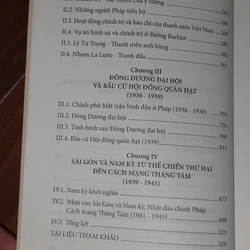 II.2. Những người Pháp tiến bộ
II.3. Hoạt động chính trị và báo chí của thanh niên Việt Nam
II.4. Vụ án hình sự và chính trị ở đường Barbier
II.5. Lý Tự Trọng - Thanh niên anh hùng
II.6. Nhóm La Lutte - Tranh đấu
Chương III
ĐÔNG DƯƠNG ĐẠI HỘI
VÀ BẦU CỬ HỘI ĐỒNG QUẢN HẠT
(1936 - 1939)
III.1. Chính phủ Mặt trận bình dân ở Pháp (1936 - 1938)
III.2. Đông Dương đại hội
III.3. Tình hình sau Đông Dương đại hội
III.4. Bầu cử Hội đồng quản hạt (1939)
Chương IV
SÀI GÒN VÀ NAM KỲ TỪ THẾ CHIẾN THỨ HAI
ĐẾN CÁCH MẠNG THÁNG TÁM
(1939 - 1945)
IV.1. Nam kỳ khởi nghĩa
IV.2. Nhật vào Sài Gòn và Nam kỳ; Nhật đảo chính Pháp,
Cách mạng Tháng Tám (1941 - 1945)
IV.3. Tổng kết
TÀI LIỆU THAM KHẢO